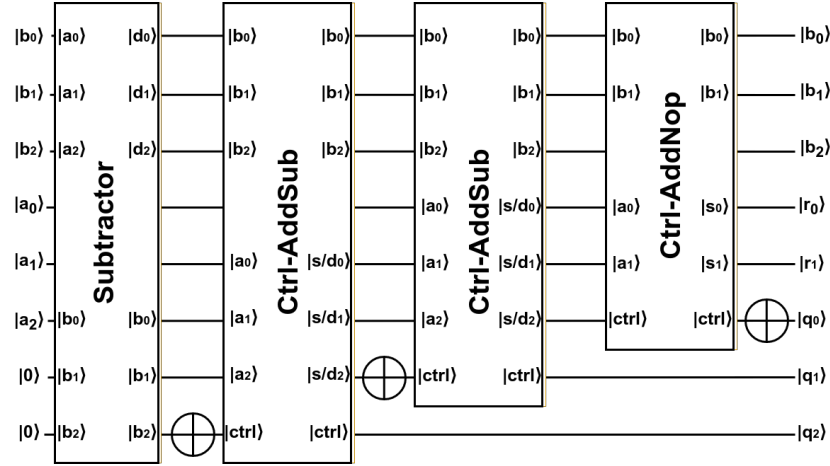 |b₀⟩ |a₀⟩ |d₀⟩ |b₀⟩ |b₀⟩ |b₀⟩ |b₀⟩ |b₀⟩ |b₀⟩ |b₀⟩
|b₁⟩ |a₁⟩ |d₁⟩ |b₁⟩ |b₁⟩ |b₁⟩ |b₁⟩ |b₁⟩ |b₁⟩ |b₁⟩
|b₂⟩ |a₂⟩ |d₂⟩ |b₂⟩ |b₂⟩ |b₂⟩ |b₂⟩ |b₂⟩
|a₀⟩ |a₀⟩ |s/d₀⟩ |a₀⟩ |s₀⟩ |r₀⟩
|a₁⟩ |a₀⟩ |s/d₀⟩ |a₁⟩ |s/d₁⟩ |a₁⟩ |s₁⟩ |r₁⟩
|a₂⟩ |b₀⟩ |b₀⟩ |a₁⟩ |s/d₁⟩ |a₂⟩ |s/d₂⟩ |ctrl⟩ |ctrl⟩ |q₀⟩
|0⟩ |b₁⟩ |b₁⟩ |a₂⟩ |s/d₂⟩ |ctrl⟩ |ctrl⟩ |q₁⟩
|0⟩ |b₂⟩ |b₂⟩ |ctrl⟩ |ctrl⟩ |q₂⟩
Subtractor
Ctrl-AddSub
Ctrl-AddSub
Ctrl-AddNop